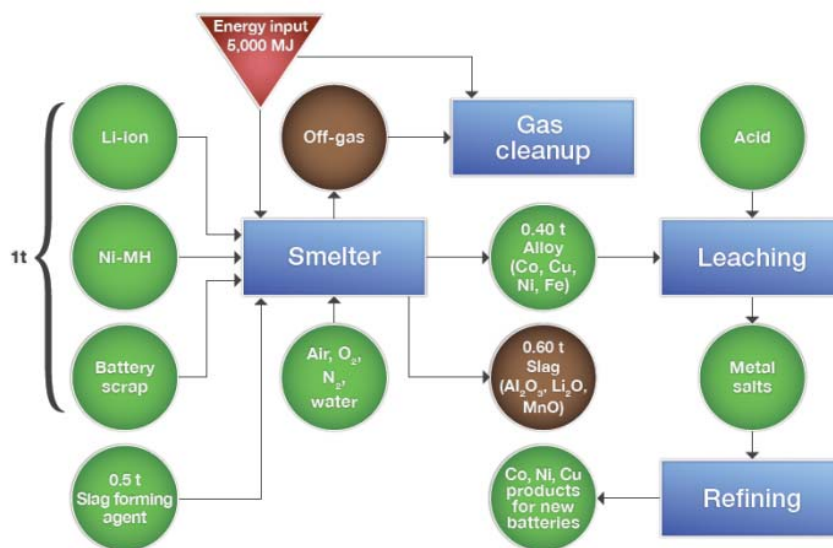 Energy input
5,000 MJ
Li-ion
Off-gas
Gas
cleanup
Acid
1t
Ni-MH
Smelter
0.40 t
Alloy
(Co, Cu,
Ni, Fe)
Leaching
Battery
scrap
Air, O₂,
N₂,
water
0.60 t
Slag
(Al₂O₃, Li₂O,
MnO)
Metal
salts
0.5 t
Slag forming
agent
Co, Ni, Cu
products
for new
batteries
Refining